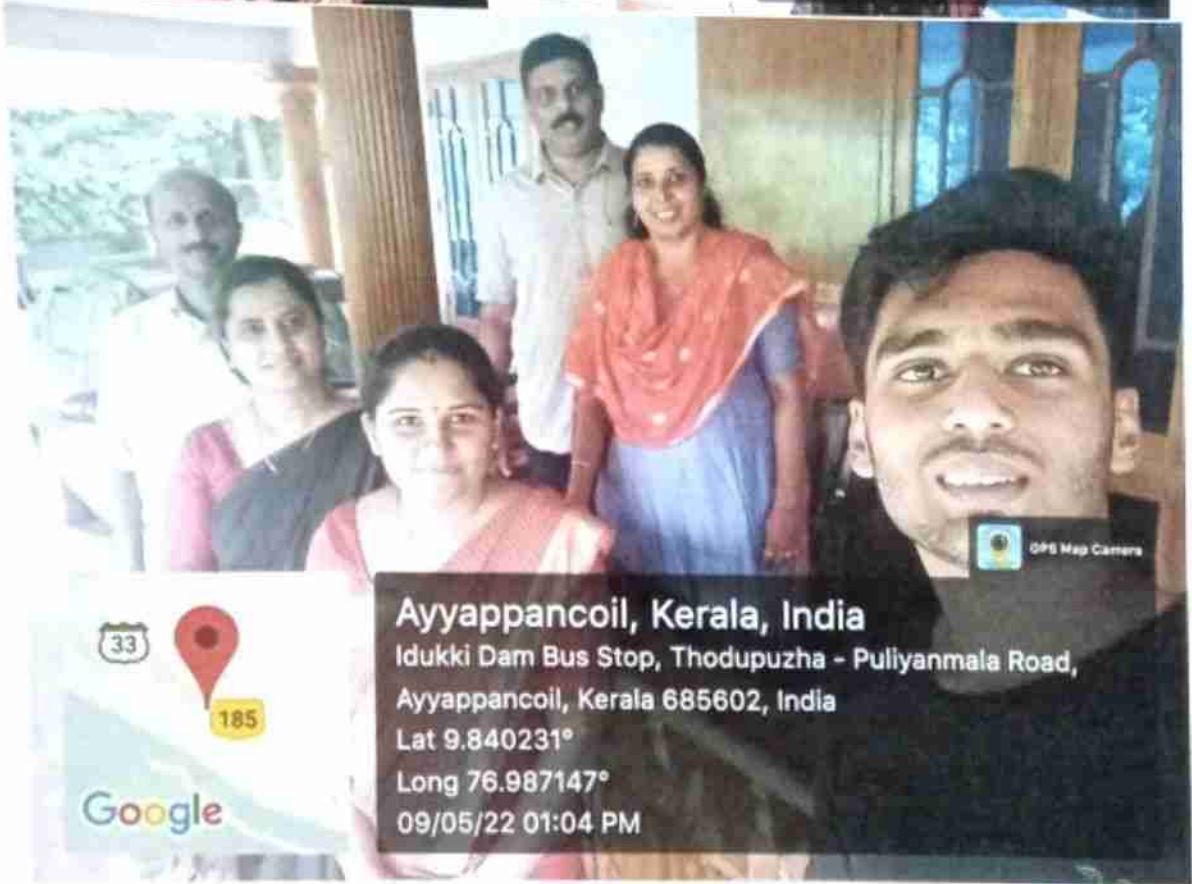 GPS Map Camera
Ayyappancoil, Kerala, India
Idukki Dam Bus Stop, Thodupuzha - Puliyanmala Road,
Ayyappancoil, Kerala 685602, India
Lat 9.840231°
Long 76.987147°
09/05/22 01:04 PM
33
185
Google